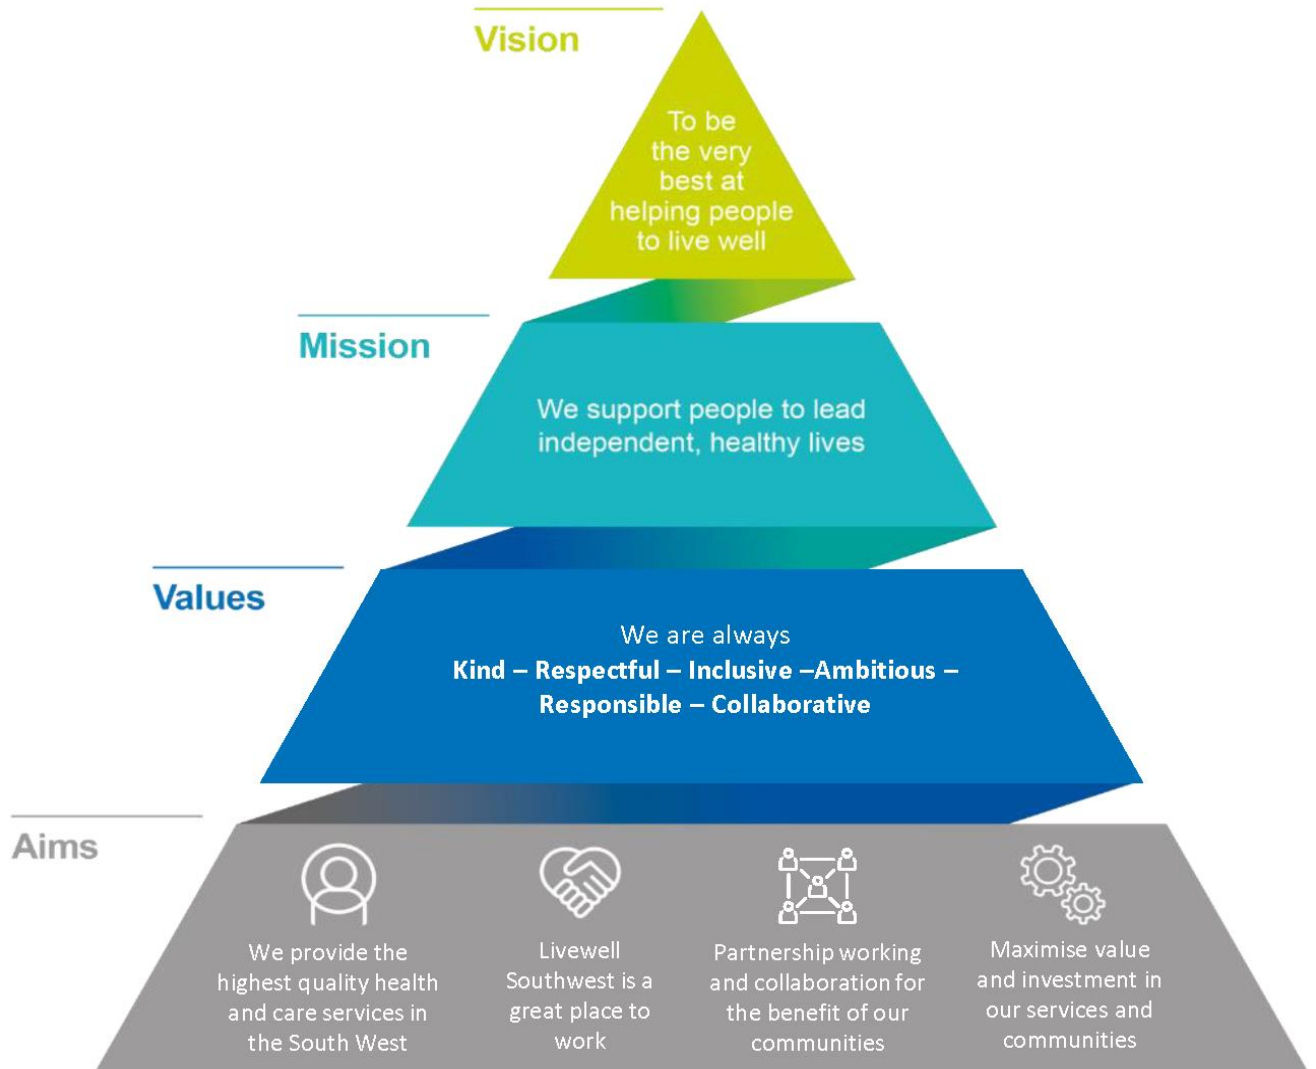 Vision
To be
the very
best at
helping people
to live well
Mission
We support people to lead
independent, healthy lives
Values
We are always
Kind – Respectful – Inclusive –Ambitious –
Responsible – Collaborative
Aims
We provide the
highest quality health
and care services in
the South West
Livewell
Southwest is a
great place to
work
Partnership working
and collaboration for
the benefit of our
communities
Maximise value
and investment in
our services and
communities